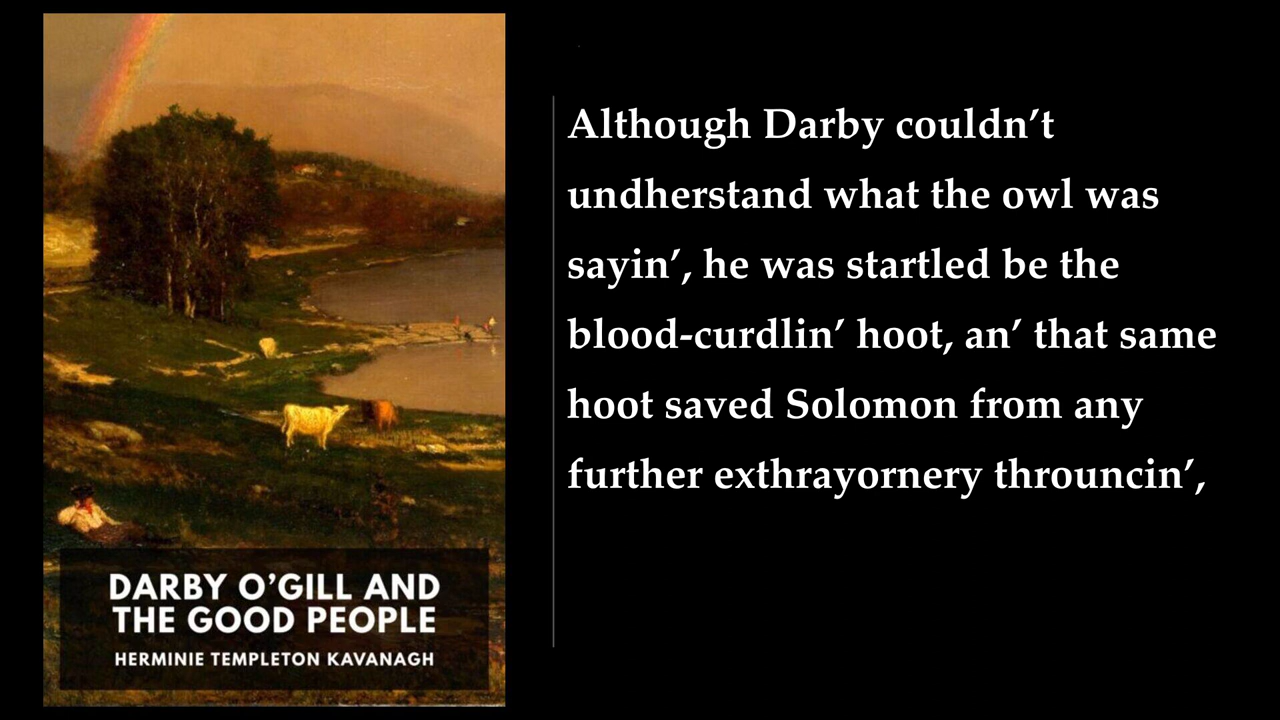 Although Darby couldn’t
undherstand what the owl was
sayin’, he was startled be the
blood-curdlin’ hoot, an’ that same
hoot saved Solomon from any
further exthrayornery throuncin’,
DARBY O’GILL AND
THE GOOD PEOPLE
HERMINIE TEMPLETON KAVANAGH